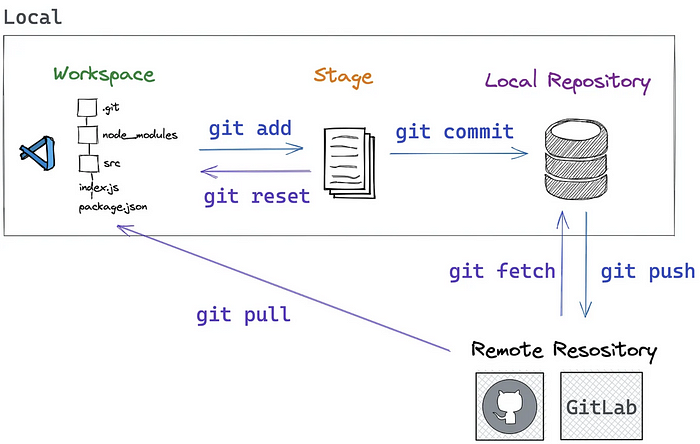 Local
Workspace
Stage
Local Repository
.git
node_modules
src
index.js
package.json
git add
git commit
git reset
git fetch
git push
git pull
Remote Resository
GitLab